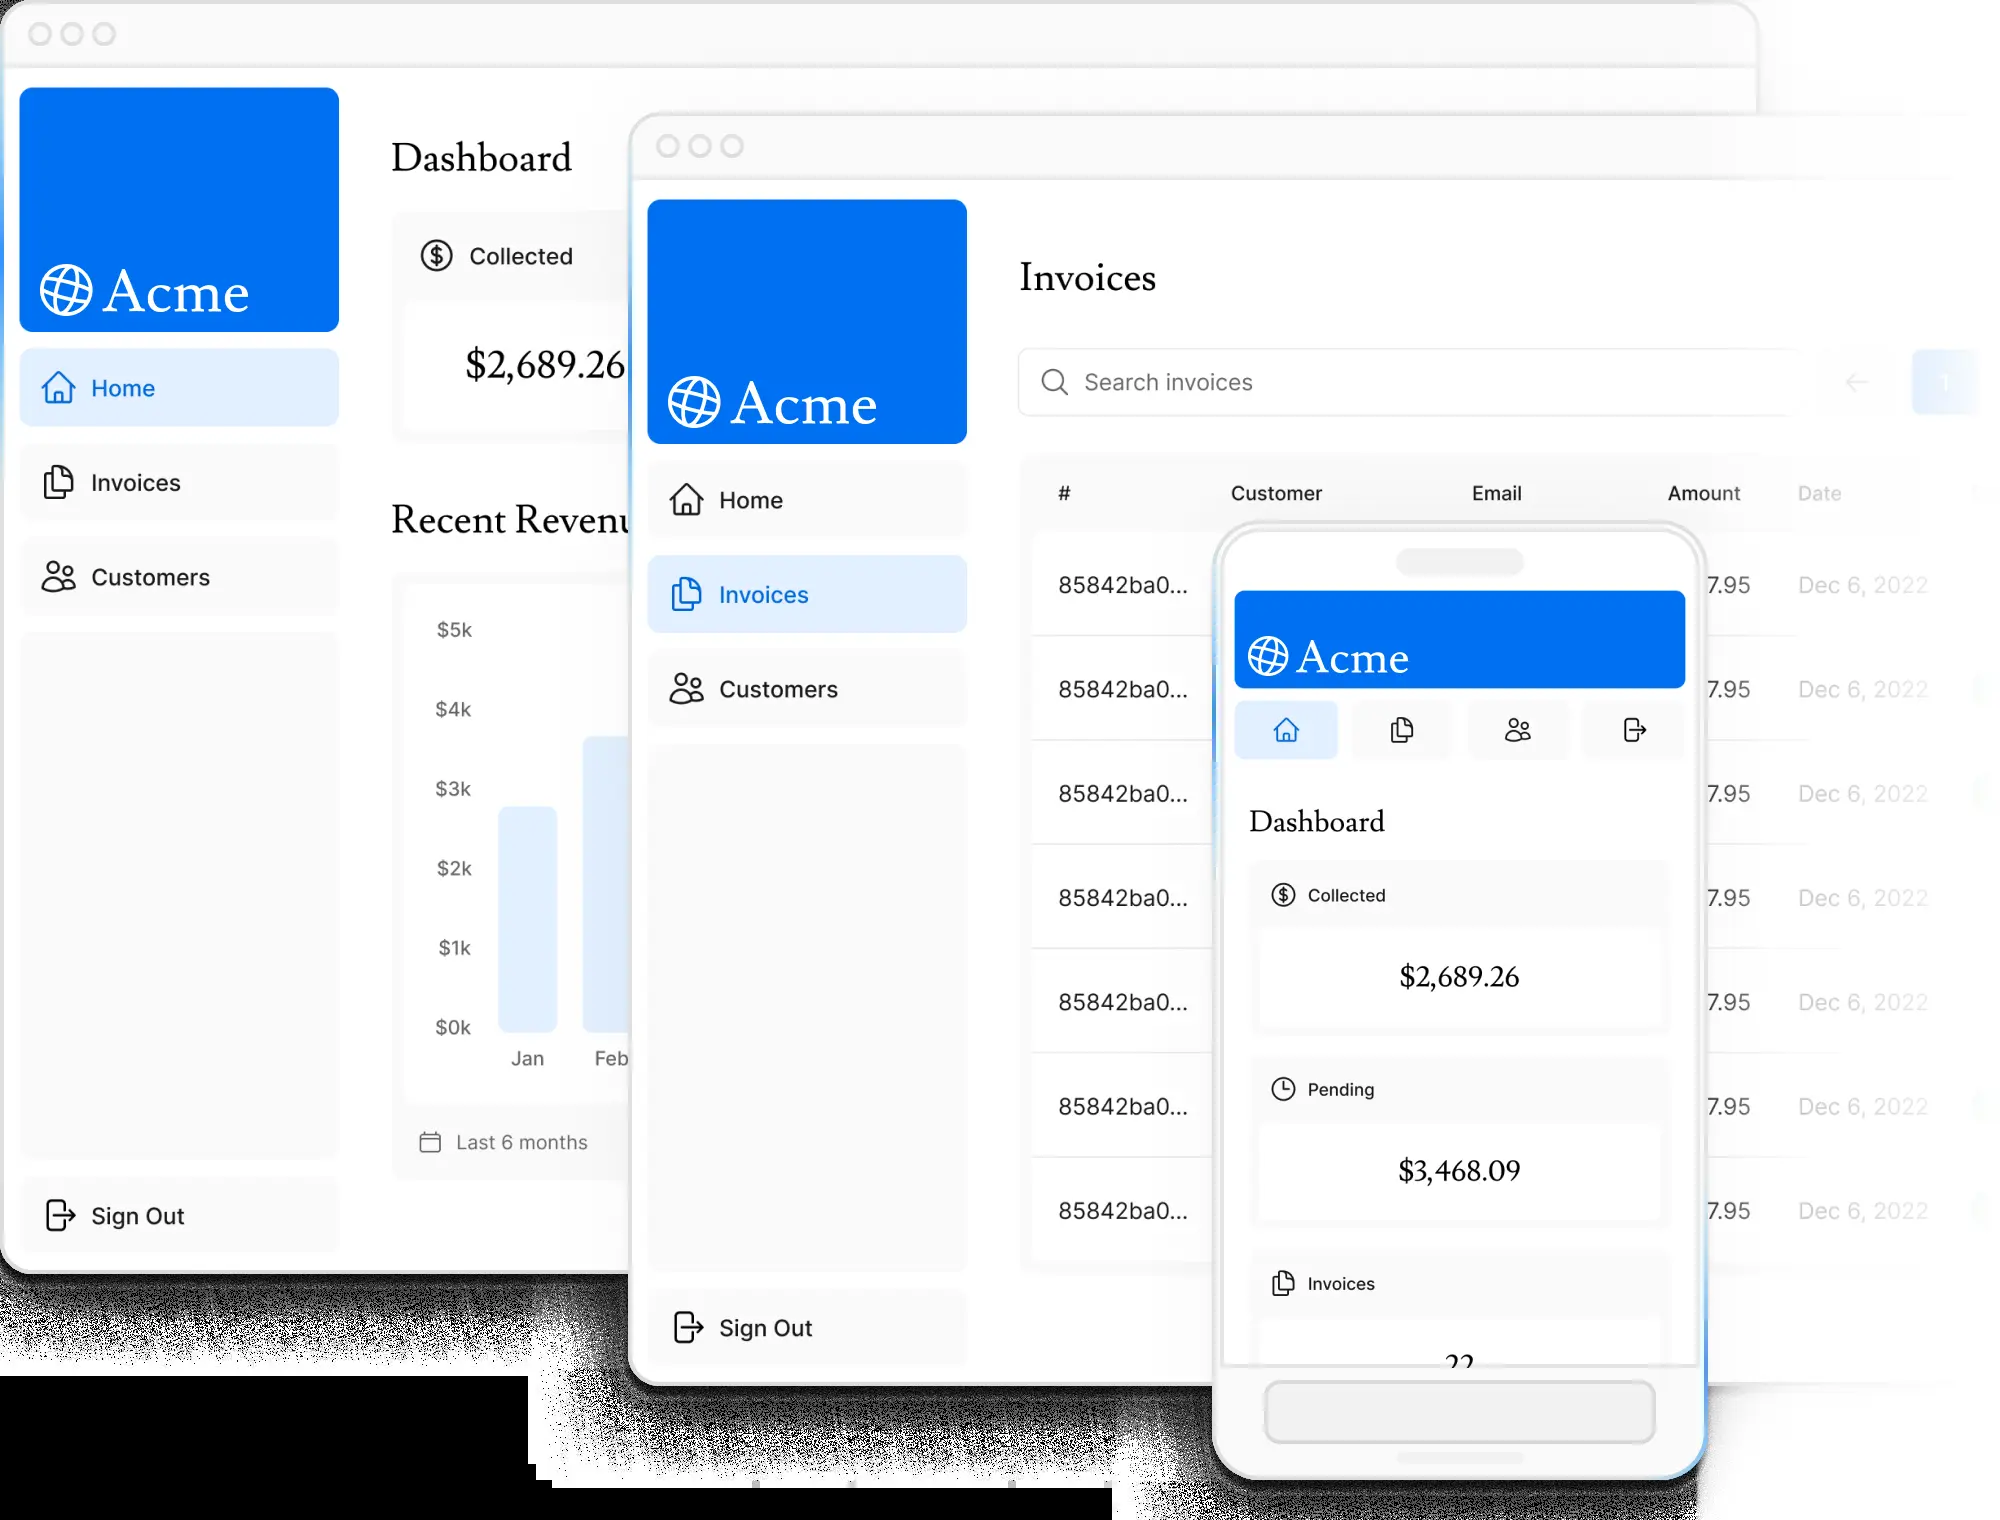 Acme
Home
Invoices
Customers
Sign Out
Dashboard
Collected
$2,689.26
Recent Revenu
$5k
$4k
$3k
$2k
$1k
$0k
Jan Feb
Last 6 months
Acme
Home
Invoices
Customers
Sign Out
Invoices
Search invoices
1
# Customer Email Amount Date
85842ba0... 7.95 Dec 6, 2022
85842ba0... 7.95 Dec 6, 2022
85842ba0... 7.95 Dec 6, 2022
85842ba0... 7.95 Dec 6, 2022
85842ba0... 7.95 Dec 6, 2022
85842ba0... 7.95 Dec 6, 2022
85842ba0... 7.95 Dec 6, 2022
Acme
Dashboard
Collected
$2,689.26
Pending
$3,468.09
Invoices
22